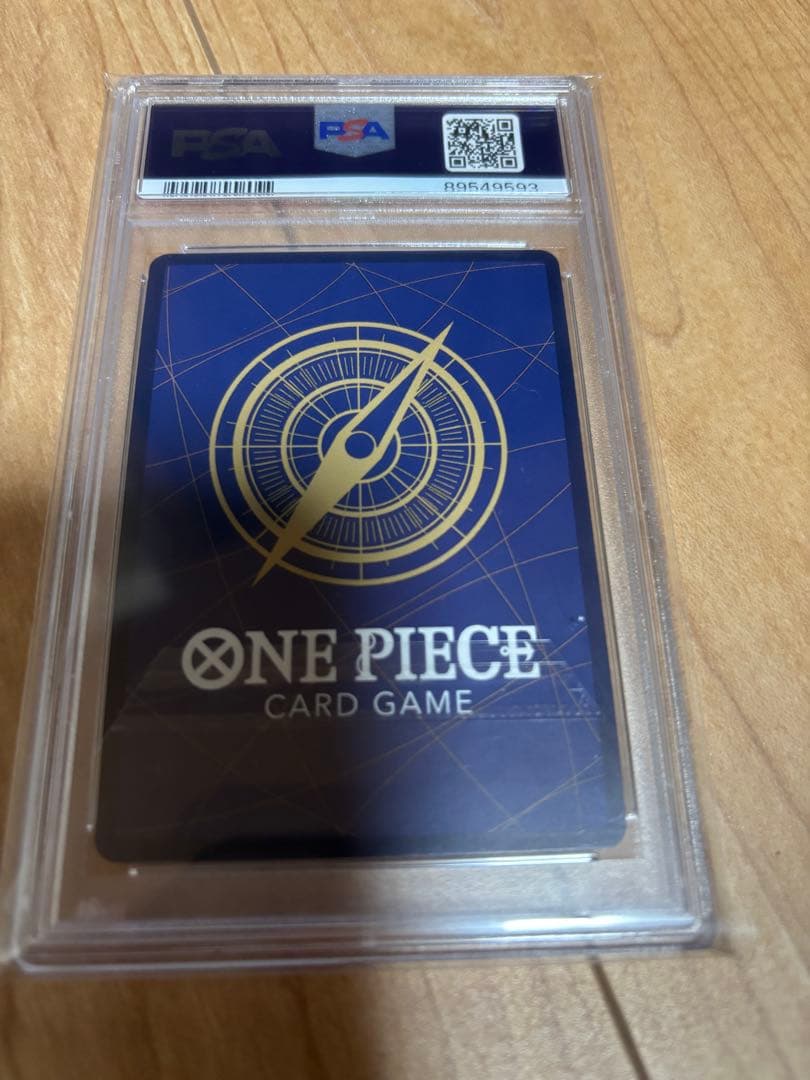 PSA
PSA
89549593
ONE PIECE
CARD GAME